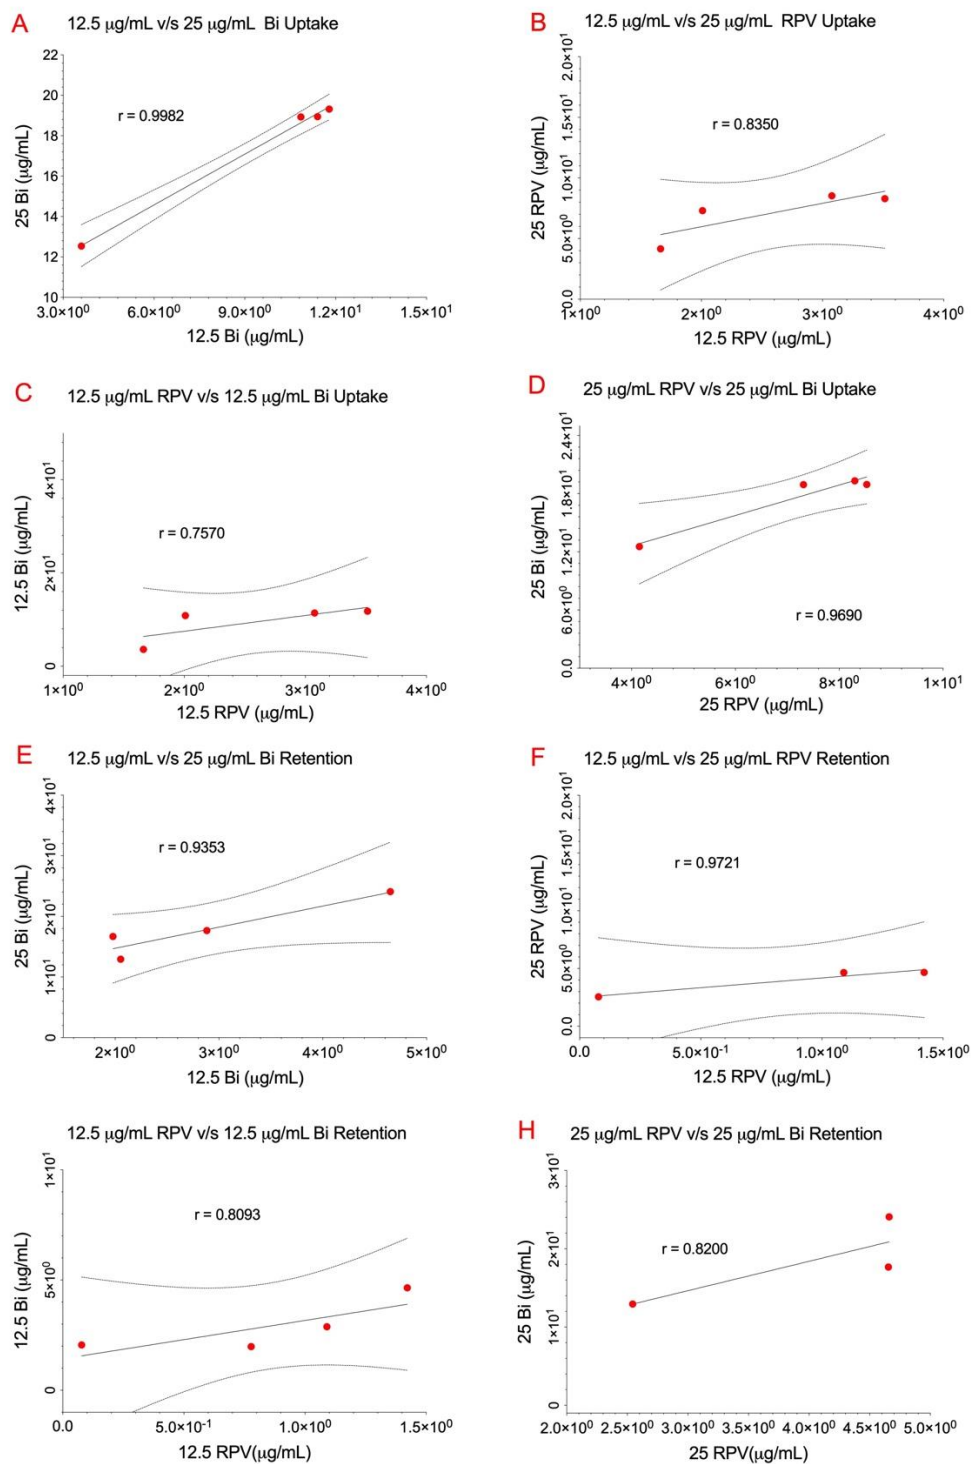 A
12.5 μg/mL v/s 25 μg/mL Bi Uptake
22
20
18
16
14
12
10
25 Bi (μg/mL)
r = 0.9982
3.0×10⁰ 6.0×10⁰ 9.0×10⁰ 1.2×10¹ 1.5×10¹
12.5 Bi (μg/mL)
B
12.5 μg/mL v/s 25 μg/mL RPV Uptake
2.0×10¹
1.5×10¹
1.0×10¹
5.0×10⁰
0.0
25 RPV (μg/mL)
r = 0.8350
1×10⁰ 2×10⁰ 3×10⁰ 4×10⁰
12.5 RPV (μg/mL)
C
12.5 μg/mL RPV v/s 12.5 μg/mL Bi Uptake
4×10¹
2×10¹
0
12.5 Bi (μg/mL)
r = 0.7570
1×10⁰ 2×10⁰ 3×10⁰ 4×10⁰
12.5 RPV (μg/mL)
D
25 μg/mL RPV v/s 25 μg/mL Bi Uptake
2.4×10¹
1.8×10¹
1.2×10¹
6.0×10⁰
0.0
25 Bi (μg/mL)
r = 0.9690
4×10⁰ 6×10⁰ 8×10⁰ 1×10¹
25 RPV (μg/mL)
E
12.5 μg/mL v/s 25 μg/mL Bi Retention
4×10¹
3×10¹
2×10¹
1×10¹
0
25 Bi (μg/mL)
r = 0.9353
2×10⁰ 3×10⁰ 4×10⁰ 5×10⁰
12.5 Bi (μg/mL)
F
12.5 μg/mL v/s 25 μg/mL RPV Retention
2.0×10¹
1.5×10¹
1.0×10¹
5.0×10⁰
0.0
25 RPV (μg/mL)
r = 0.9721
0.0 5.0×10⁻¹ 1.0×10⁰ 1.5×10⁰
12.5 RPV (μg/mL)
12.5 μg/mL RPV v/s 12.5 μg/mL Bi Retention
1×10¹
5×10⁰
0
12.5 Bi (μg/mL)
r = 0.8093
0.0 5.0×10⁻¹ 1.0×10⁰ 1.5×10⁰
12.5 RPV(μg/mL)
H
25 μg/mL RPV v/s 25 μg/mL Bi Retention
3×10¹
2×10¹
1×10¹
0
25 Bi (μg/mL)
r = 0.8200
2.0×10⁰ 2.5×10⁰ 3.0×10⁰ 3.5×10⁰ 4.0×10⁰ 4.5×10⁰ 5.0×10⁰
25 RPV(μg/mL)